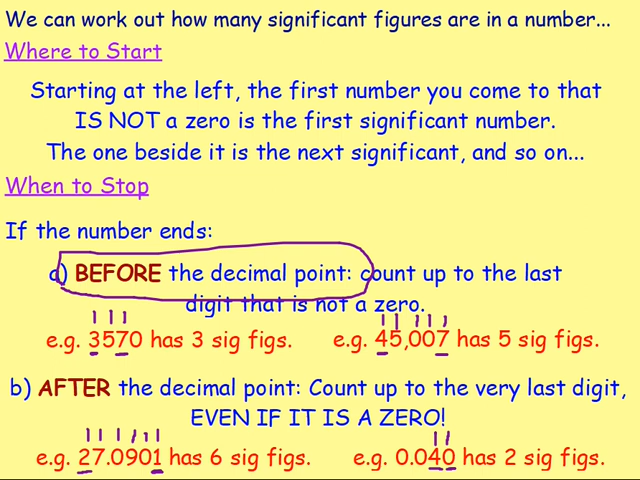 We can work out how many significant figures are in a number...
Where to Start
Starting at the left, the first number you come to that
IS NOT a zero is the first significant number.
The one beside it is the next significant, and so on...
When to Stop
If the number ends:
a) BEFORE the decimal point: count up to the last
digit that is not a zero.
e.g. 3570 has 3 sig figs. e.g. 45,007 has 5 sig figs.
b) AFTER the decimal point: Count up to the very last digit,
EVEN IF IT IS A ZERO!
e.g. 27.0901 has 6 sig figs. e.g. 0.040 has 2 sig figs.